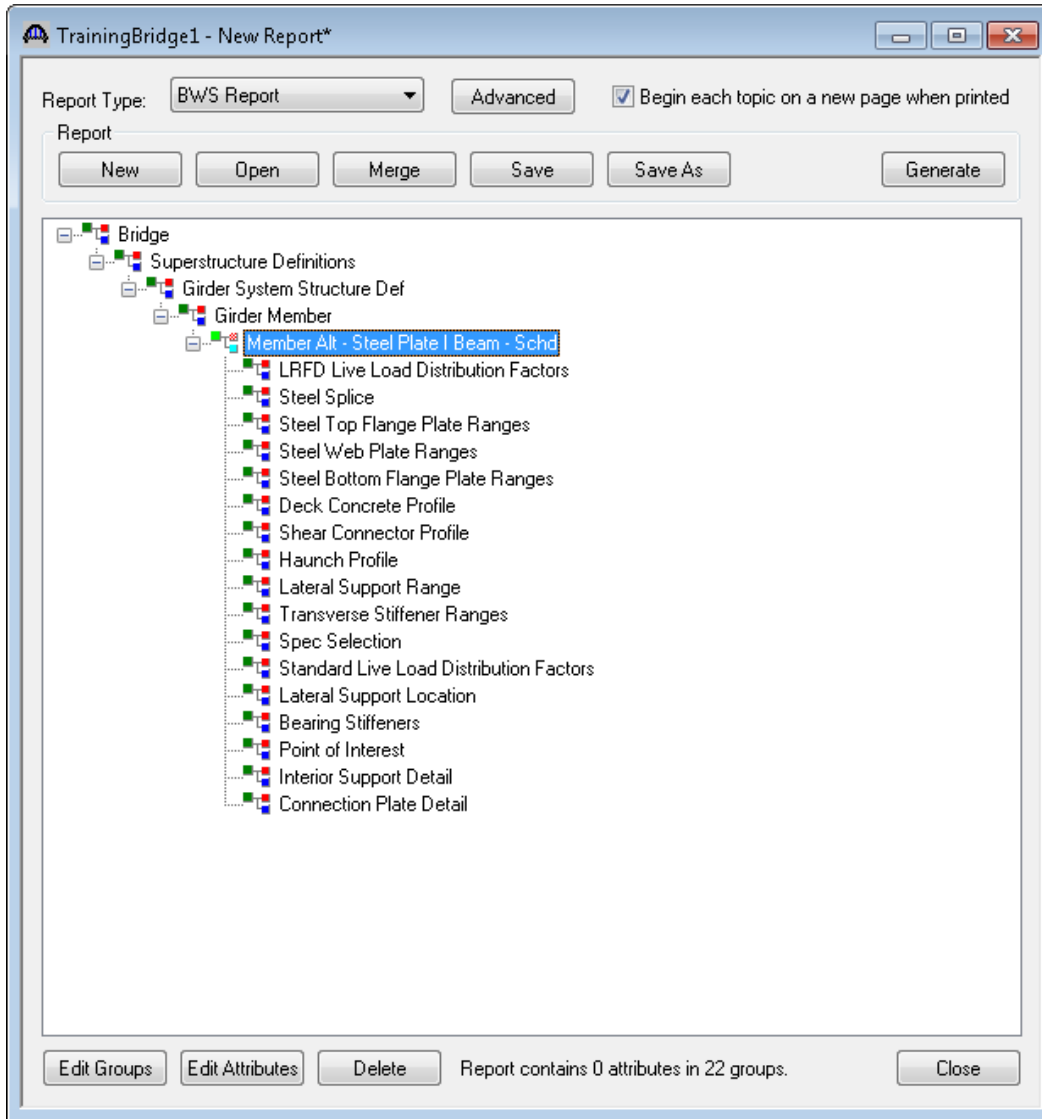 TrainingBridge1 - New Report*
Report Type: BWS Report Advanced Begin each topic on a new page when printed
Report
New Open Merge Save Save As Generate
Bridge
Superstructure Definitions
Girder System Structure Def
Girder Member
Member Alt - Steel Plate I Beam - Schd
LRFD Live Load Distribution Factors
Steel Splice
Steel Top Flange Plate Ranges
Steel Web Plate Ranges
Steel Bottom Flange Plate Ranges
Deck Concrete Profile
Shear Connector Profile
Haunch Profile
Lateral Support Range
Transverse Stiffener Ranges
Spec Selection
Standard Live Load Distribution Factors
Lateral Support Location
Bearing Stiffeners
Point of Interest
Interior Support Detail
Connection Plate Detail
Edit Groups Edit Attributes Delete Report contains 0 attributes in 22 groups. Close